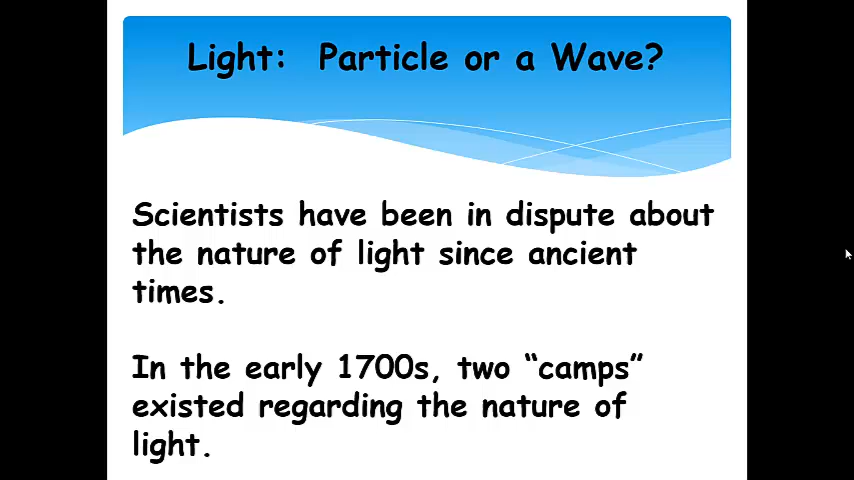 Light: Particle or a Wave?
Scientists have been in dispute about
the nature of light since ancient
times.
In the early 1700s, two “camps”
existed regarding the nature of
light.